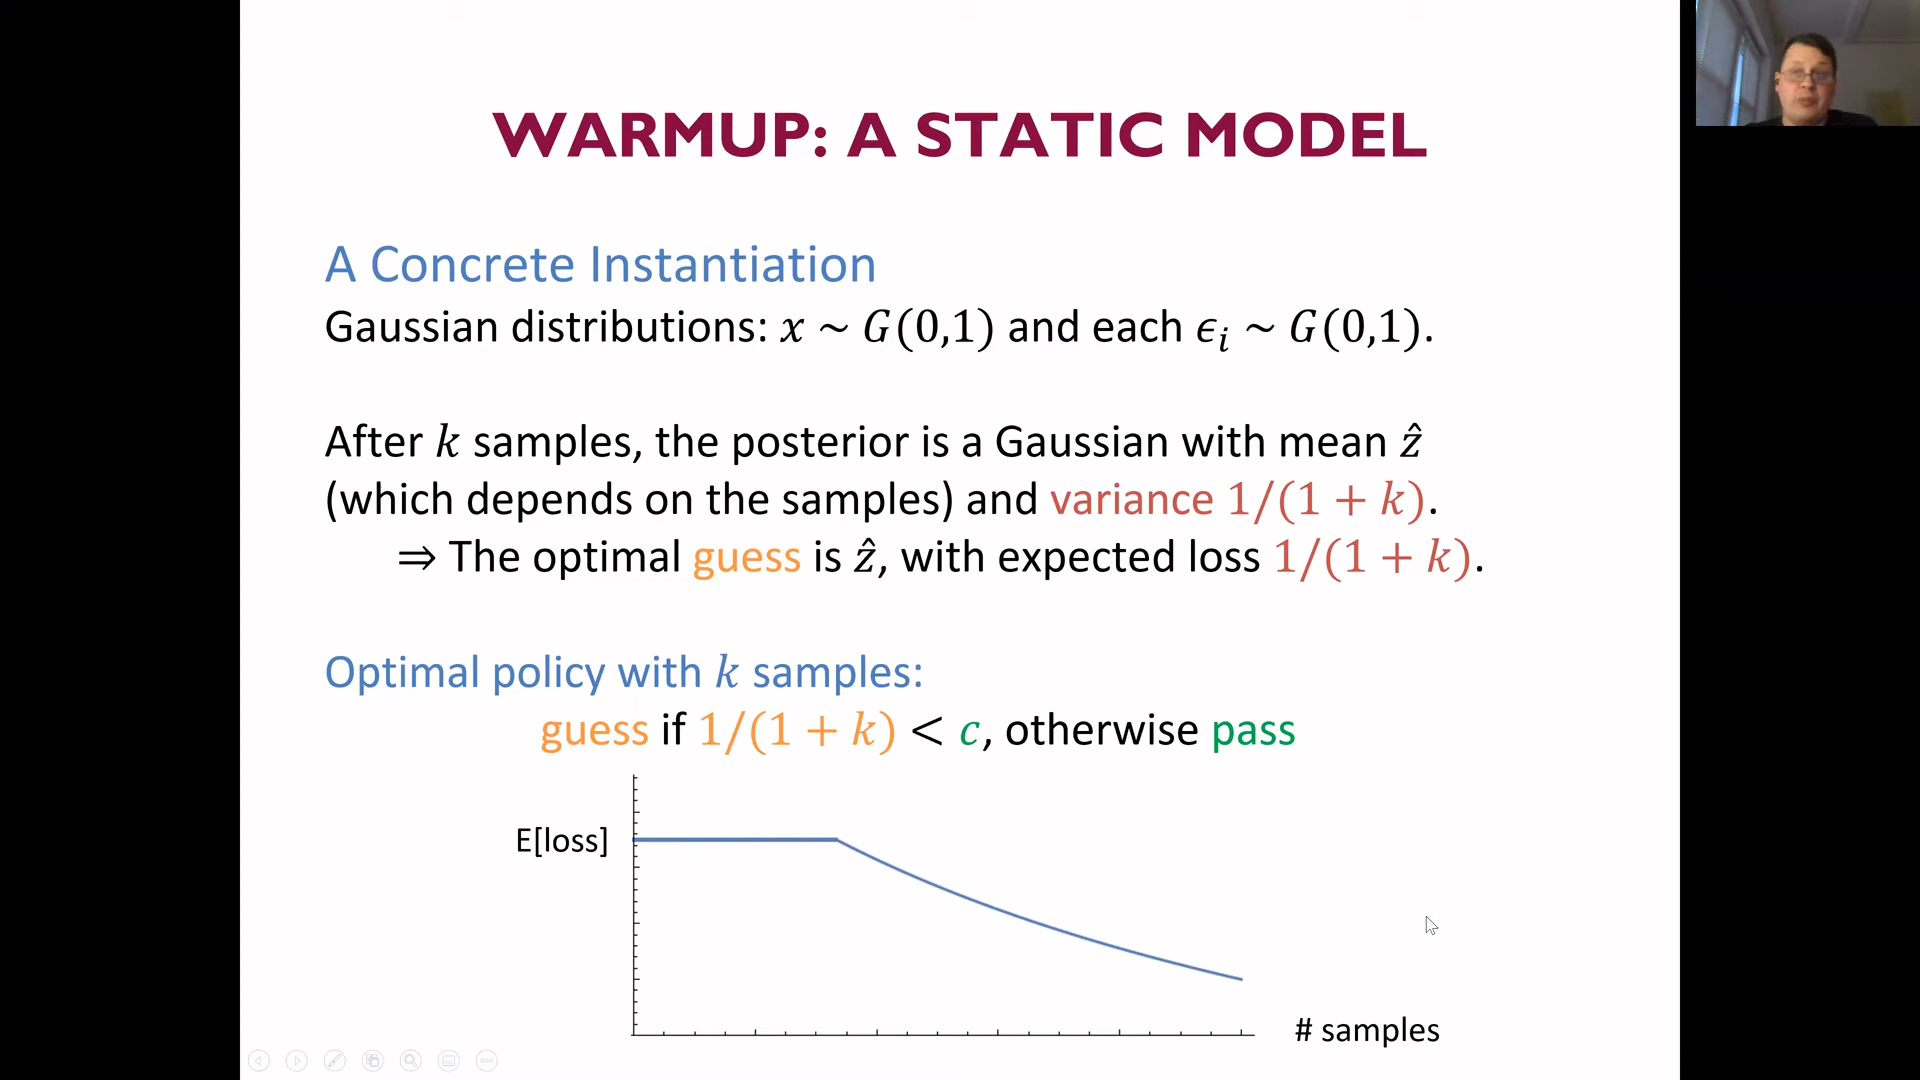 WARMUP: A STATIC MODEL
A Concrete Instantiation
Gaussian distributions: x ~ G(0,1) and each ϵᵢ ~ G(0,1).
After k samples, the posterior is a Gaussian with mean ẑ
(which depends on the samples) and variance 1/(1 + k).
⇒ The optimal guess is ẑ, with expected loss 1/(1 + k).
Optimal policy with k samples:
guess if 1/(1 + k) < c, otherwise pass
E[loss]
# samples